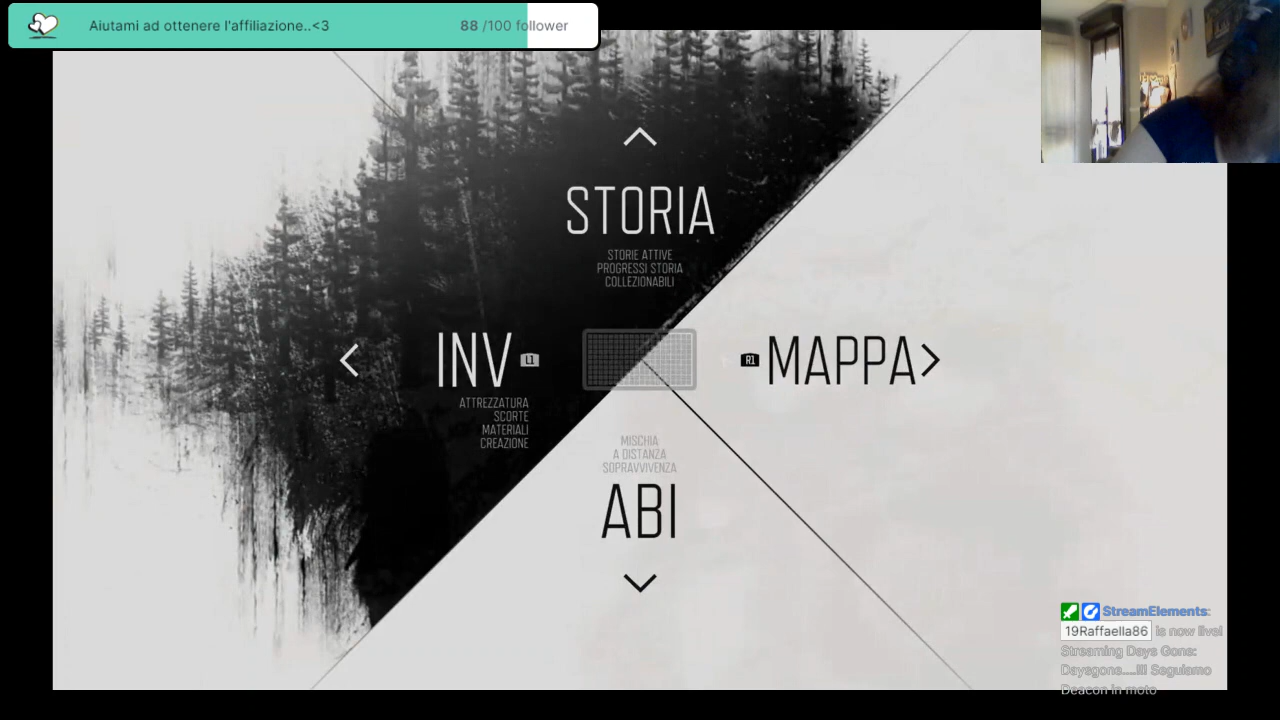 Aiutami ad ottenere l'affiliazione..<3
88 /100 follower
STORIA
STORIE ATTIVE
PROGRESSI STORIA
COLLEZIONABILI
INV L1
ATTREZZATURA
SCORTE
MATERIALI
CREAZIONE
R1 MAPPA
MISCHIA
A DISTANZA
SOPRAVVIVENZA
ABI
StreamElements:
19Raffaella86 is now live!
Streaming Days Gone:
Daysgone....!!! Seguiamo
Deacon in moto